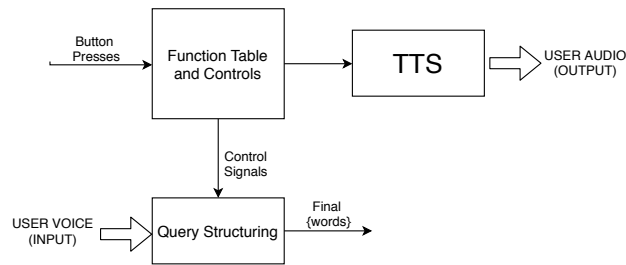 Button
Presses
Function Table
and Controls
TTS
USER AUDIO
(OUTPUT)
Control
Signals
USER VOICE
(INPUT)
Query Structuring
Final
{words}